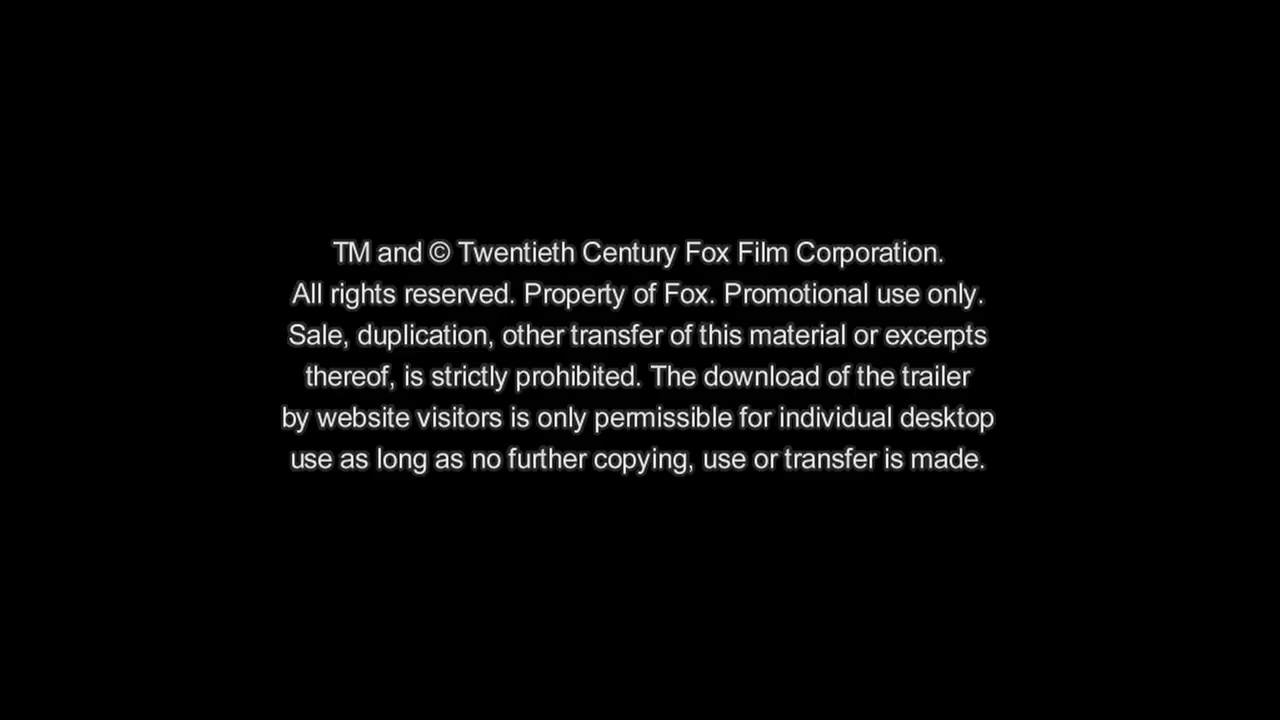 TM and © Twentieth Century Fox Film Corporation.
All rights reserved. Property of Fox. Promotional use only.
Sale, duplication, other transfer of this material or excerpts
thereof, is strictly prohibited. The download of the trailer
by website visitors is only permissible for individual desktop
use as long as no further copying, use or transfer is made.